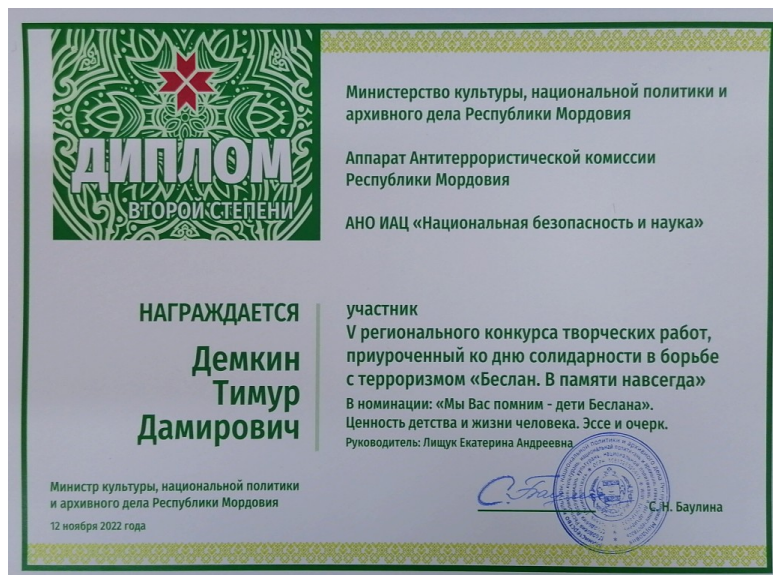 ДИПЛОМ
ВТОРОЙ СТЕПЕНИ
Министерство культуры, национальной политики и
архивного дела Республики Мордовия
Аппарат Антитеррористической комиссии
Республики Мордовия
АНО ИАЦ «Национальная безопасность и наука»
НАГРАЖДАЕТСЯ
Демкин
Тимур
Дамирович
участник
V регионального конкурса творческих работ,
приуроченный ко дню солидарности в борьбе
с терроризмом «Беслан. В памяти навсегда»
В номинации: «Мы Вас помним - дети Беслана».
Ценность детства и жизни человека. Эссе и очерк.
Руководитель: Лищук Екатерина Андреевна
Министр культуры, национальной политики
и архивного дела Республики Мордовия
12 ноября 2022 года
С. Н. Баулина